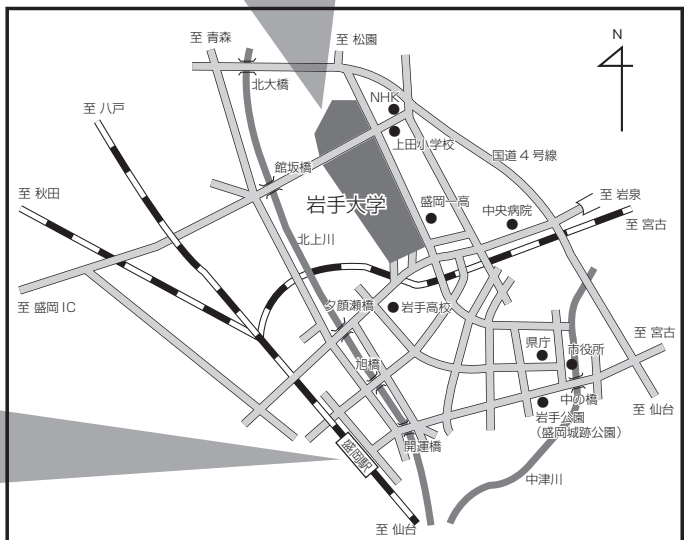 至 青森
至 松園
N
北大橋
NHK
至 八戸
上田小学校
国道 4 号線
館坂橋
至 秋田
岩手大学
盛岡一高
中央病院
至 岩泉
至 宮古
北上川
至 盛岡 IC
夕顔瀬橋
岩手高校
県庁
市役所
至 宮古
旭橋
中の橋
至 仙台
岩手公園
(盛岡城跡公園)
開運橋
盛岡駅
中津川
至 仙台